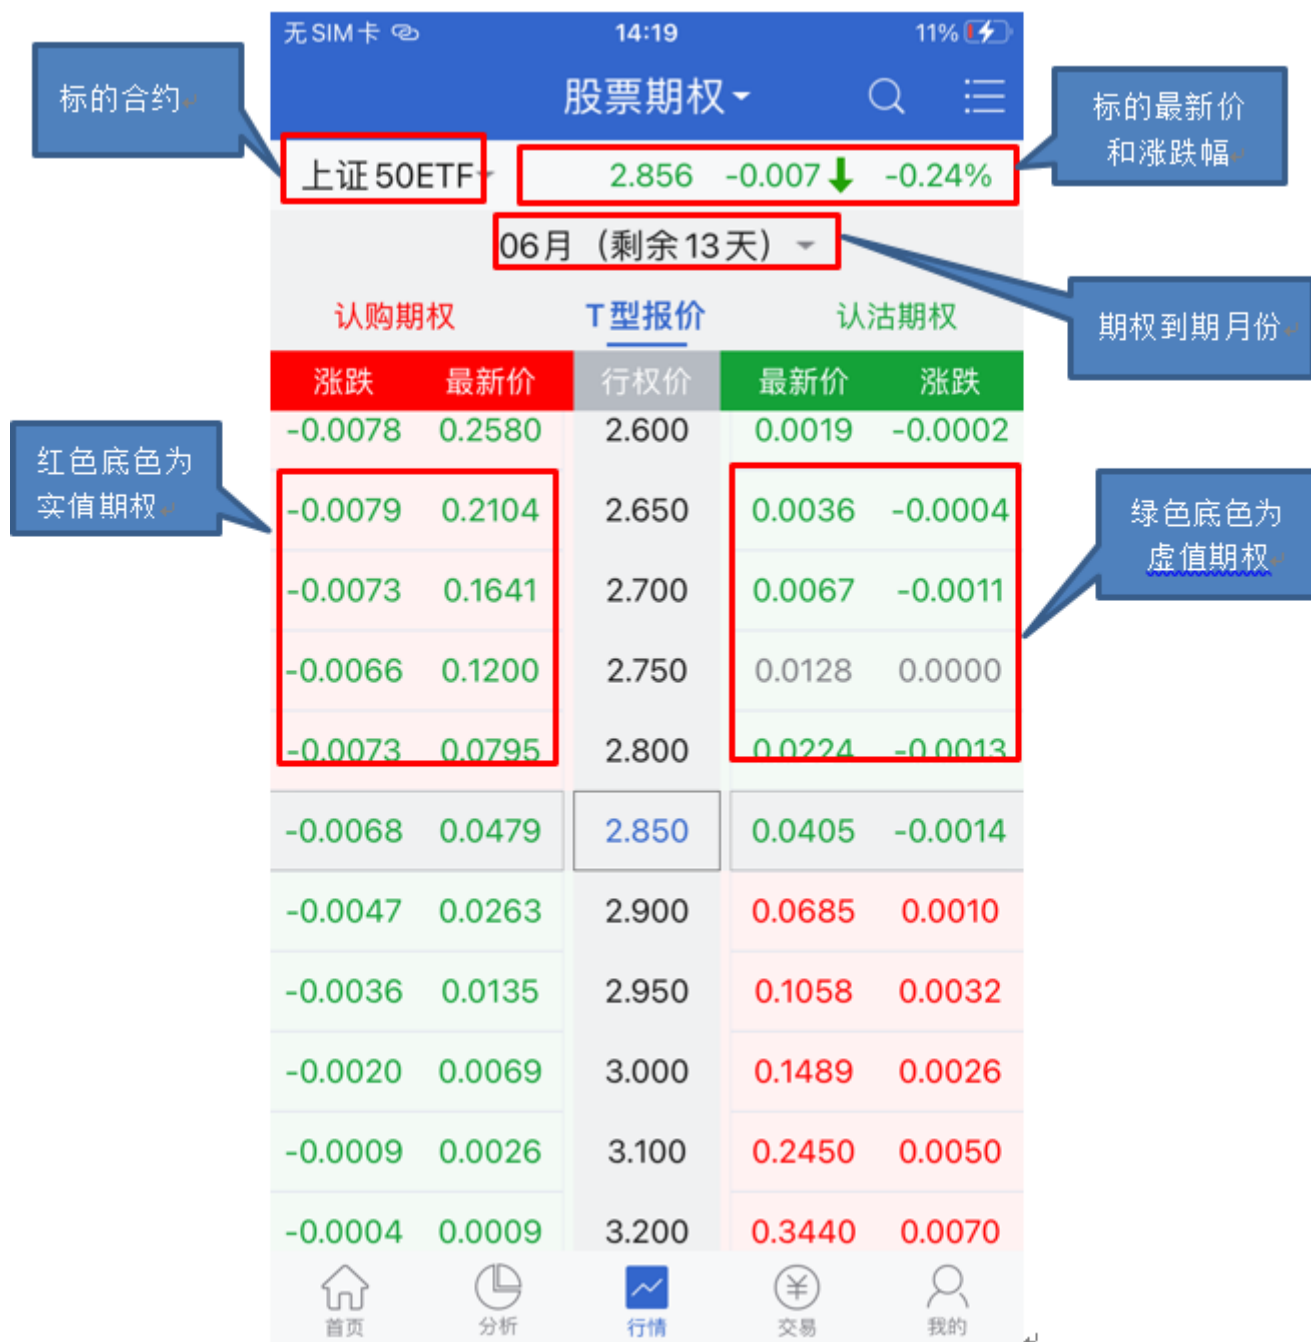 无SIM卡 14:19 11%
股票期权
标的合约
标的最新价
和涨跌幅
上证50ETF 2.856 -0.007 -0.24%
06月（剩余13天）
期权到期月份
认购期权 T型报价 认沽期权
涨跌 最新价 行权价 最新价 涨跌
-0.0078 0.2580 2.600 0.0019 -0.0002
红色底色为
实值期权
-0.0079 0.2104 2.650 0.0036 -0.0004
绿色底色为
虚值期权
-0.0073 0.1641 2.700 0.0067 -0.0011
-0.0066 0.1200 2.750 0.0128 0.0000
-0.0073 0.0795 2.800 0.0224 -0.0013
-0.0068 0.0479 2.850 0.0405 -0.0014
-0.0047 0.0263 2.900 0.0685 0.0010
-0.0036 0.0135 2.950 0.1058 0.0032
-0.0020 0.0069 3.000 0.1489 0.0026
-0.0009 0.0026 3.100 0.2450 0.0050
-0.0004 0.0009 3.200 0.3440 0.0070
首页 分析 行情 交易 我的